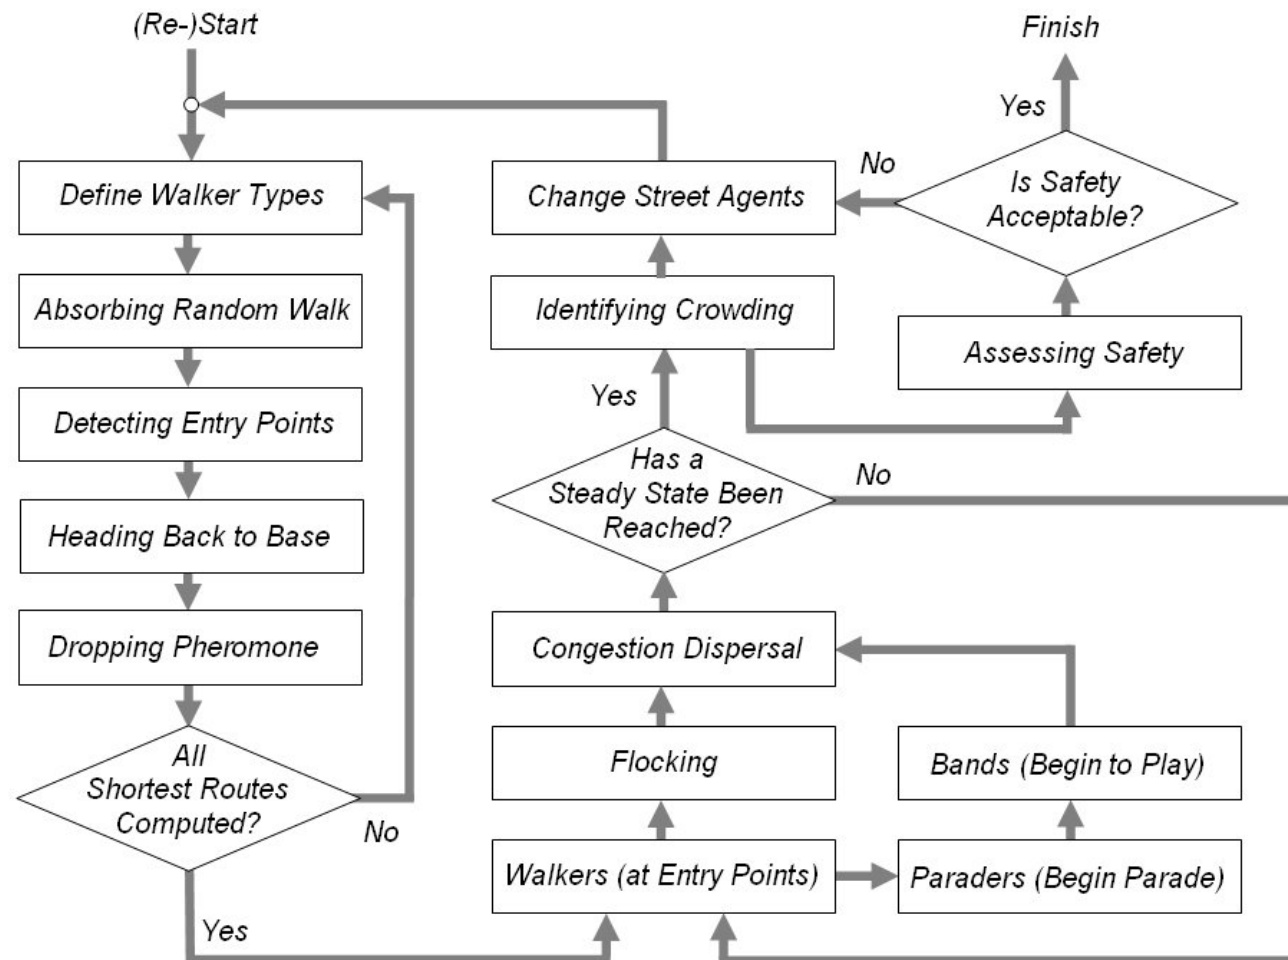 (Re-)Start
Define Walker Types
Absorbing Random Walk
Detecting Entry Points
Heading Back to Base
Dropping Pheromone
All
Shortest Routes
Computed?
No
Yes
Change Street Agents
Identifying Crowding
Yes
Has a
Steady State Been
Reached?
No
Congestion Dispersal
Flocking
Walkers (at Entry Points)
Finish
Yes
No
Is Safety
Acceptable?
Assessing Safety
Bands (Begin to Play)
Paraders (Begin Parade)